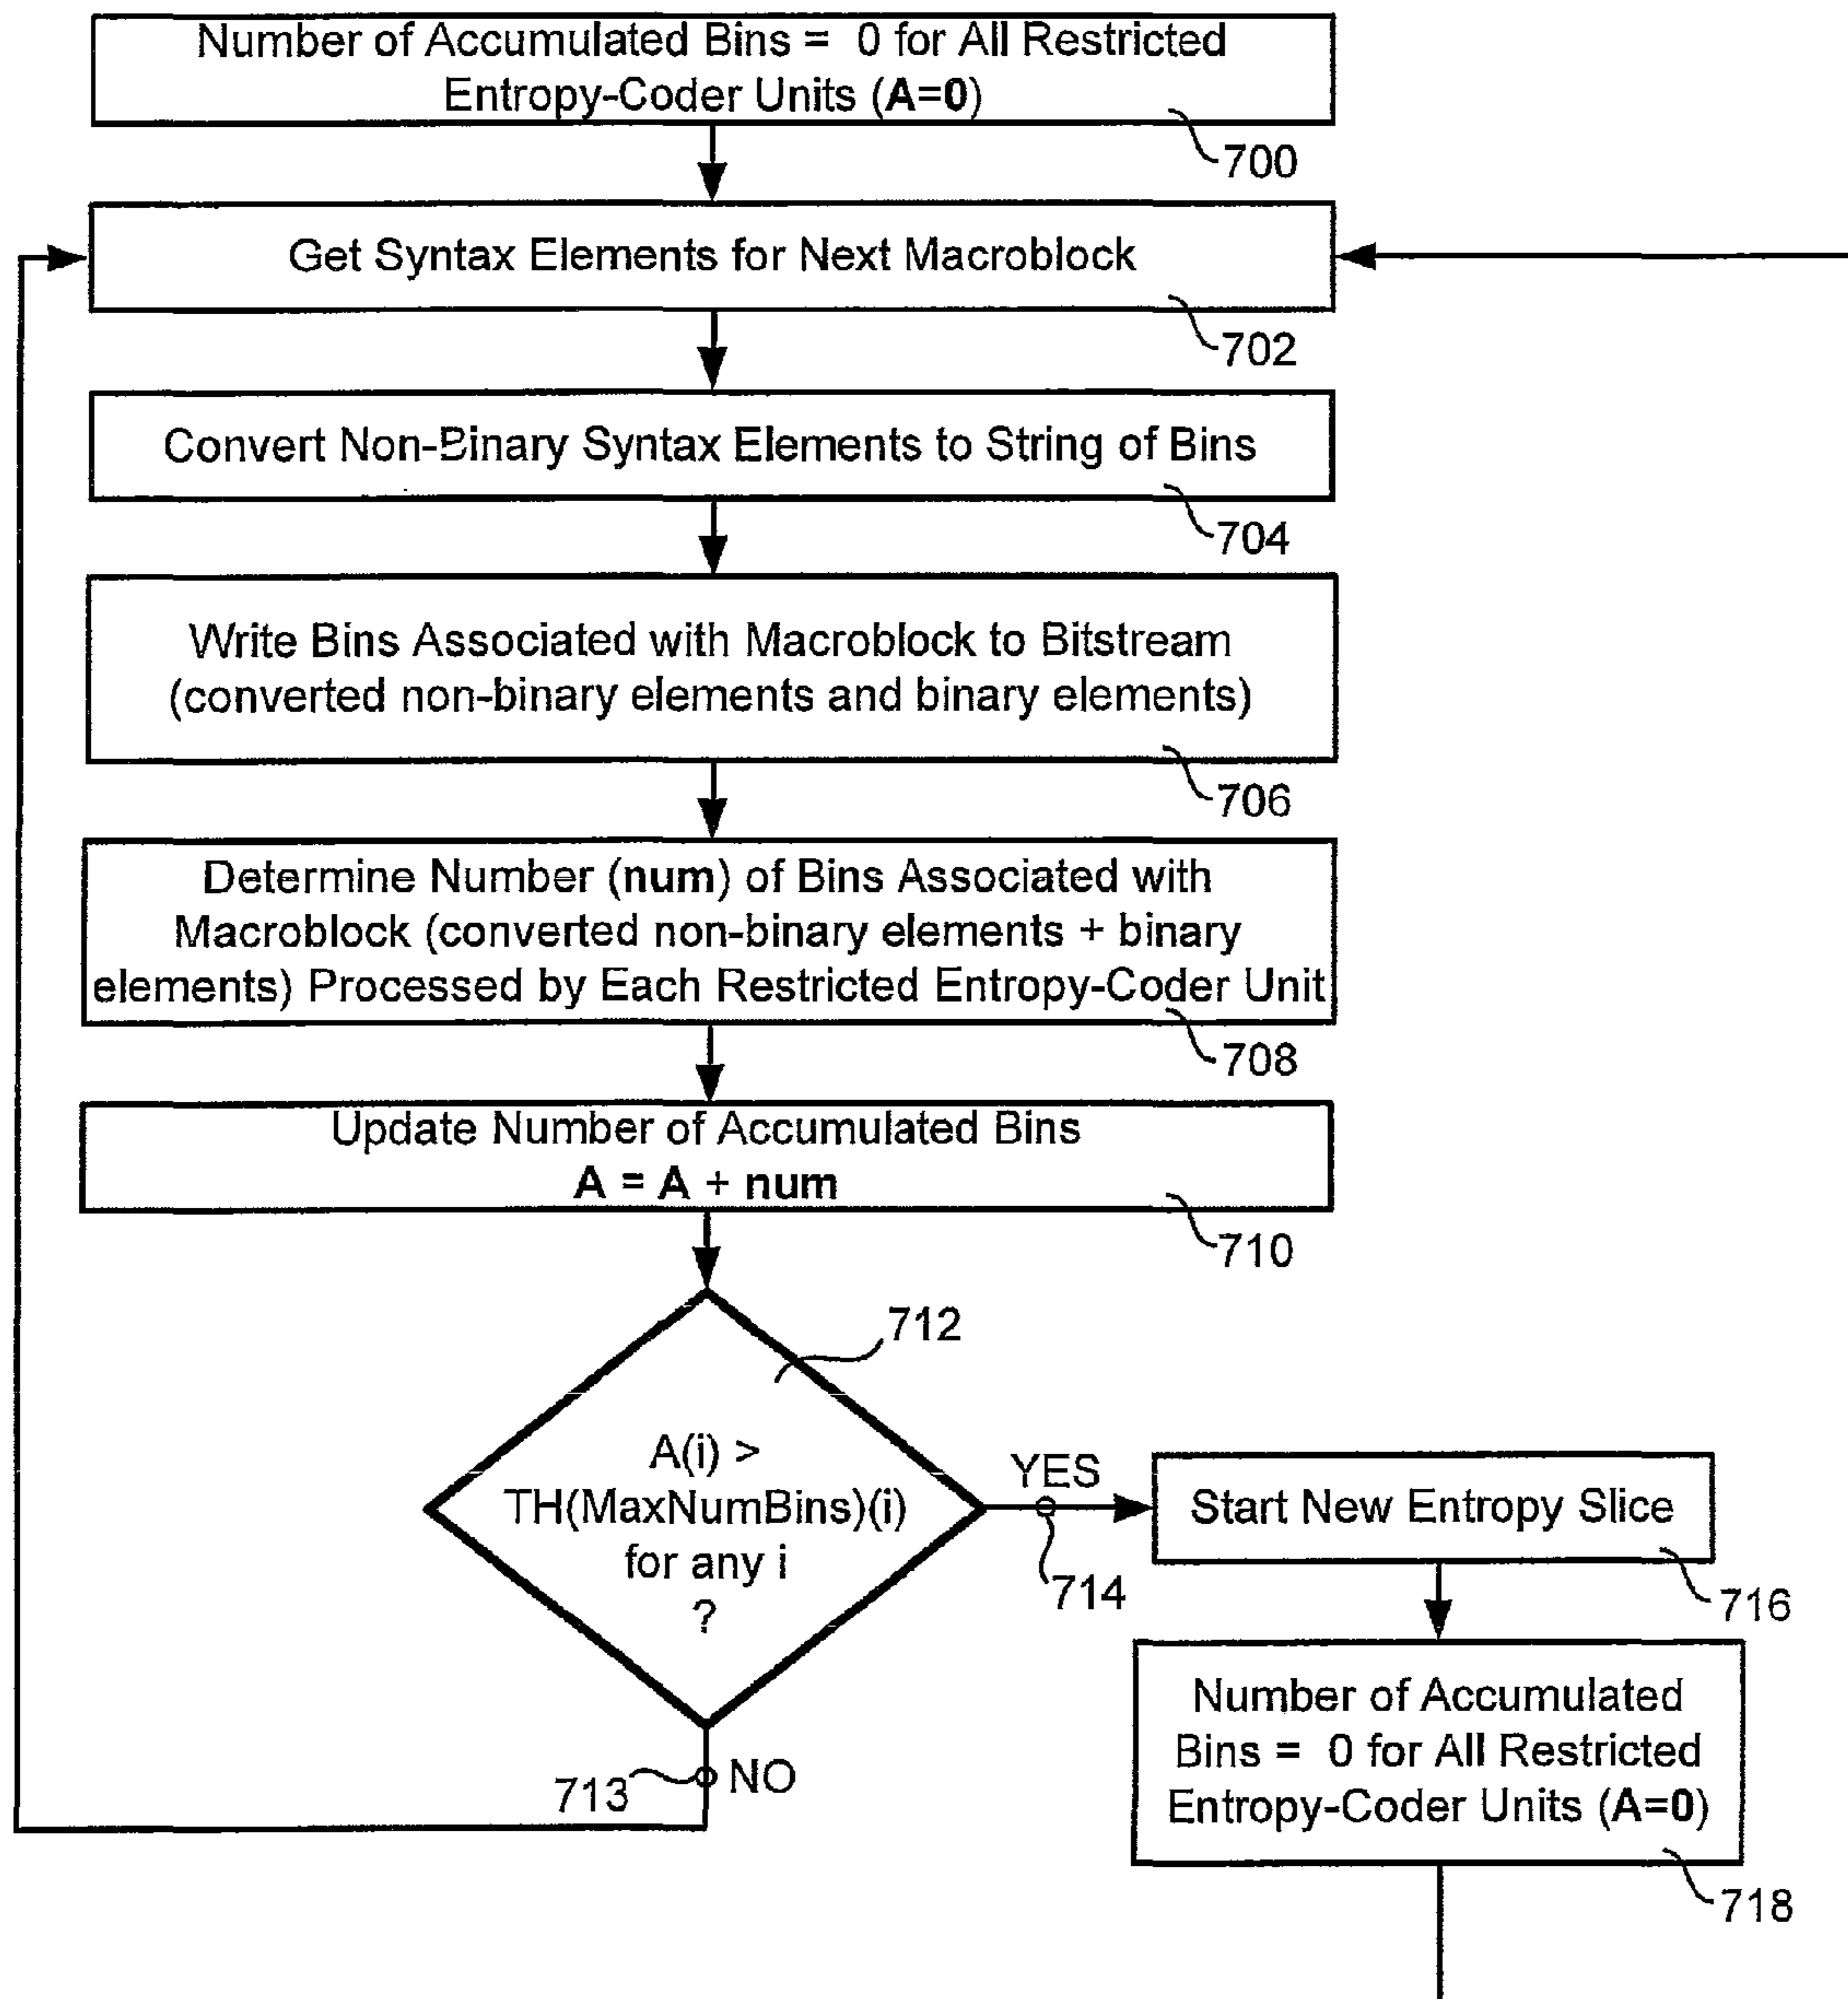 Number of Accumulated Bins = 0 for All Restricted
Entropy-Coder Units (A=0)
700
Get Syntax Elements for Next Macroblock
702
Convert Non-Binary Syntax Elements to String of Bins
704
Write Bins Associated with Macroblock to Bitstream
(converted non-binary elements and binary elements)
706
Determine Number (num) of Bins Associated with
Macroblock (converted non-binary elements + binary
elements) Processed by Each Restricted Entropy-Coder Unit
708
Update Number of Accumulated Bins
A = A + num
710
712
A(i) >
TH(MaxNumBins)(i)
for any i
?
YES
714
Start New Entropy Slice
716
Number of Accumulated
Bins = 0 for All Restricted
Entropy-Coder Units (A=0)
718
713
NO